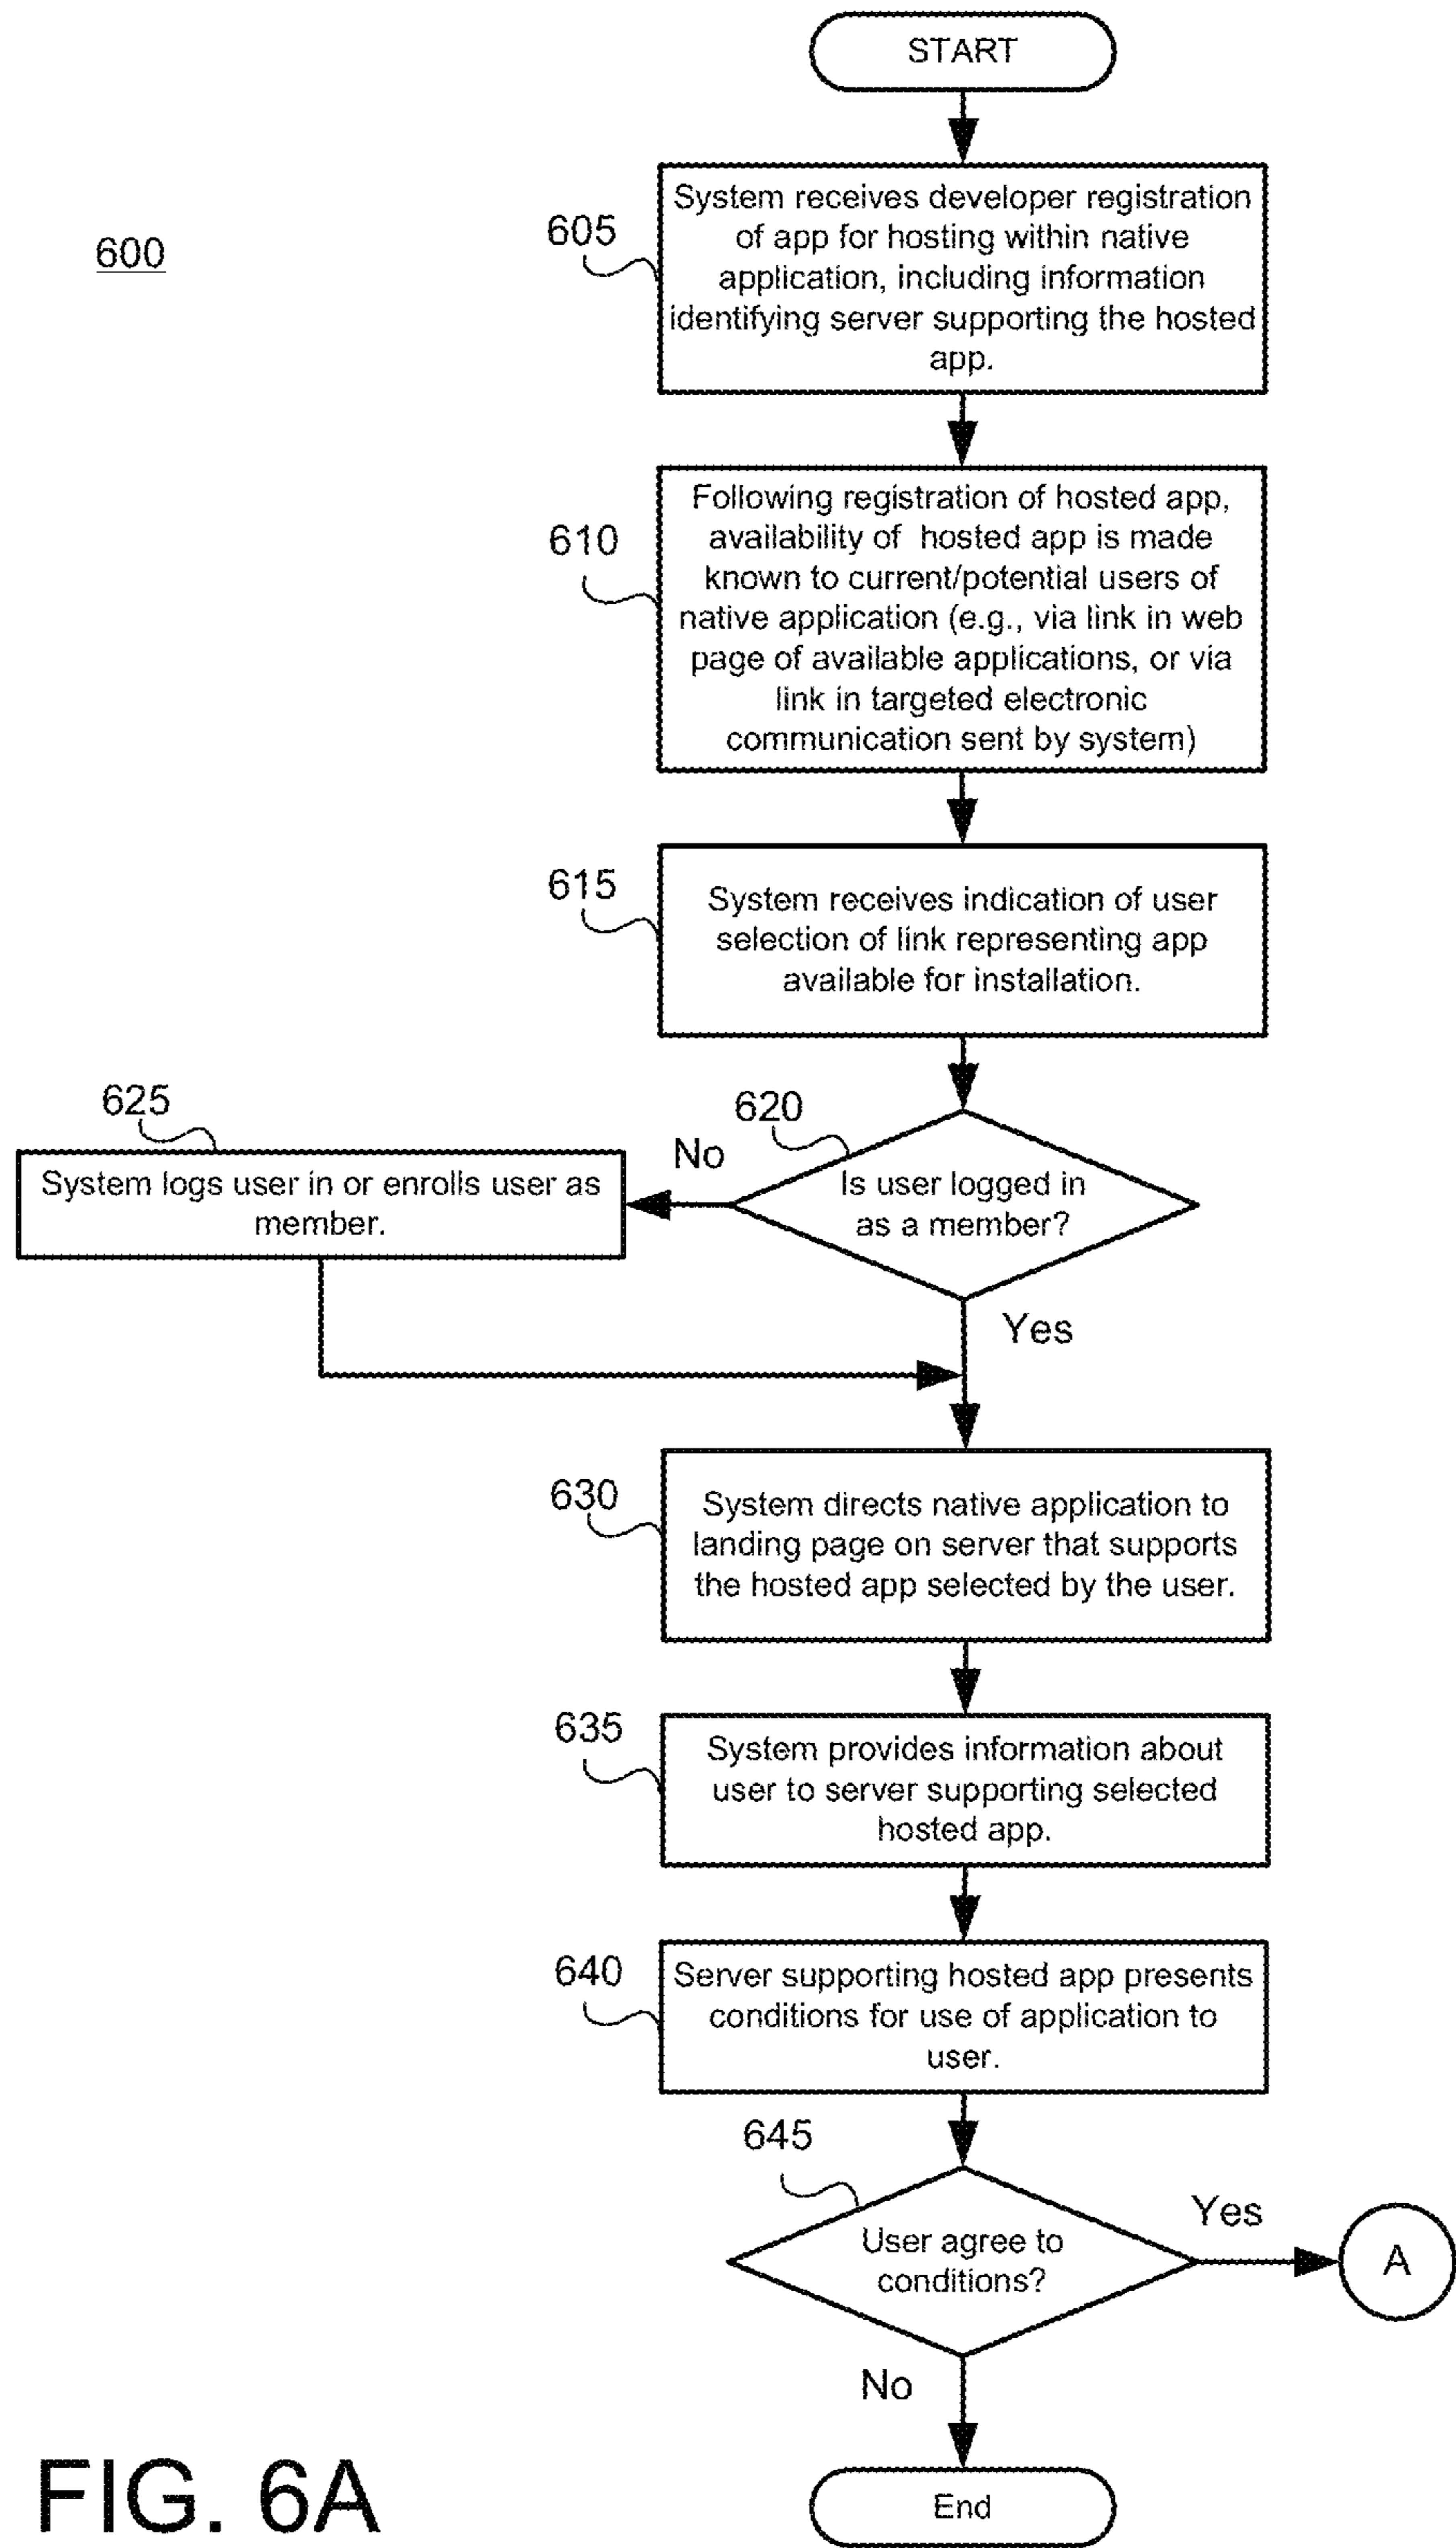 START
600
605
System receives developer registration
of app for hosting within native
application, including information
identifying server supporting the hosted
app.
610
Following registration of hosted app,
availability of hosted app is made
known to current/potential users of
native application (e.g., via link in web
page of available applications, or via
link in targeted electronic
communication sent by system)
615
System receives indication of user
selection of link representing app
available for installation.
620
Is user logged in
as a member?
No
625
System logs user in or enrolls user as
member.
Yes
630
System directs native application to
landing page on server that supports
the hosted app selected by the user.
635
System provides information about
user to server supporting selected
hosted app.
640
Server supporting hosted app presents
conditions for use of application to
user.
645
User agree to
conditions?
Yes
A
No
End
FIG. 6A